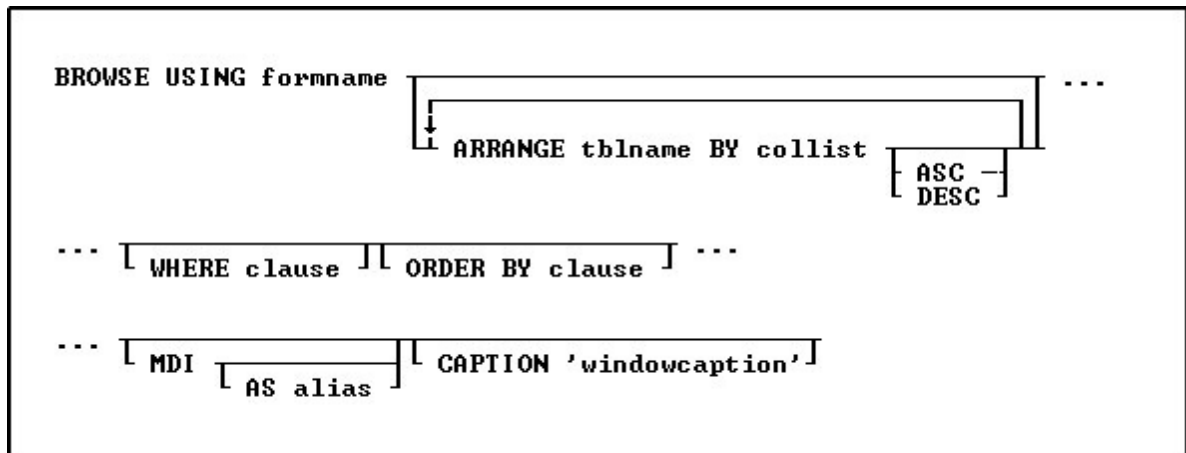 BROWSE USING formname ...
ARRANGE tblname BY collist
ASC
DESC
... WHERE clause ORDER BY clause ...
... MDI CAPTION 'windowcaption'
AS alias